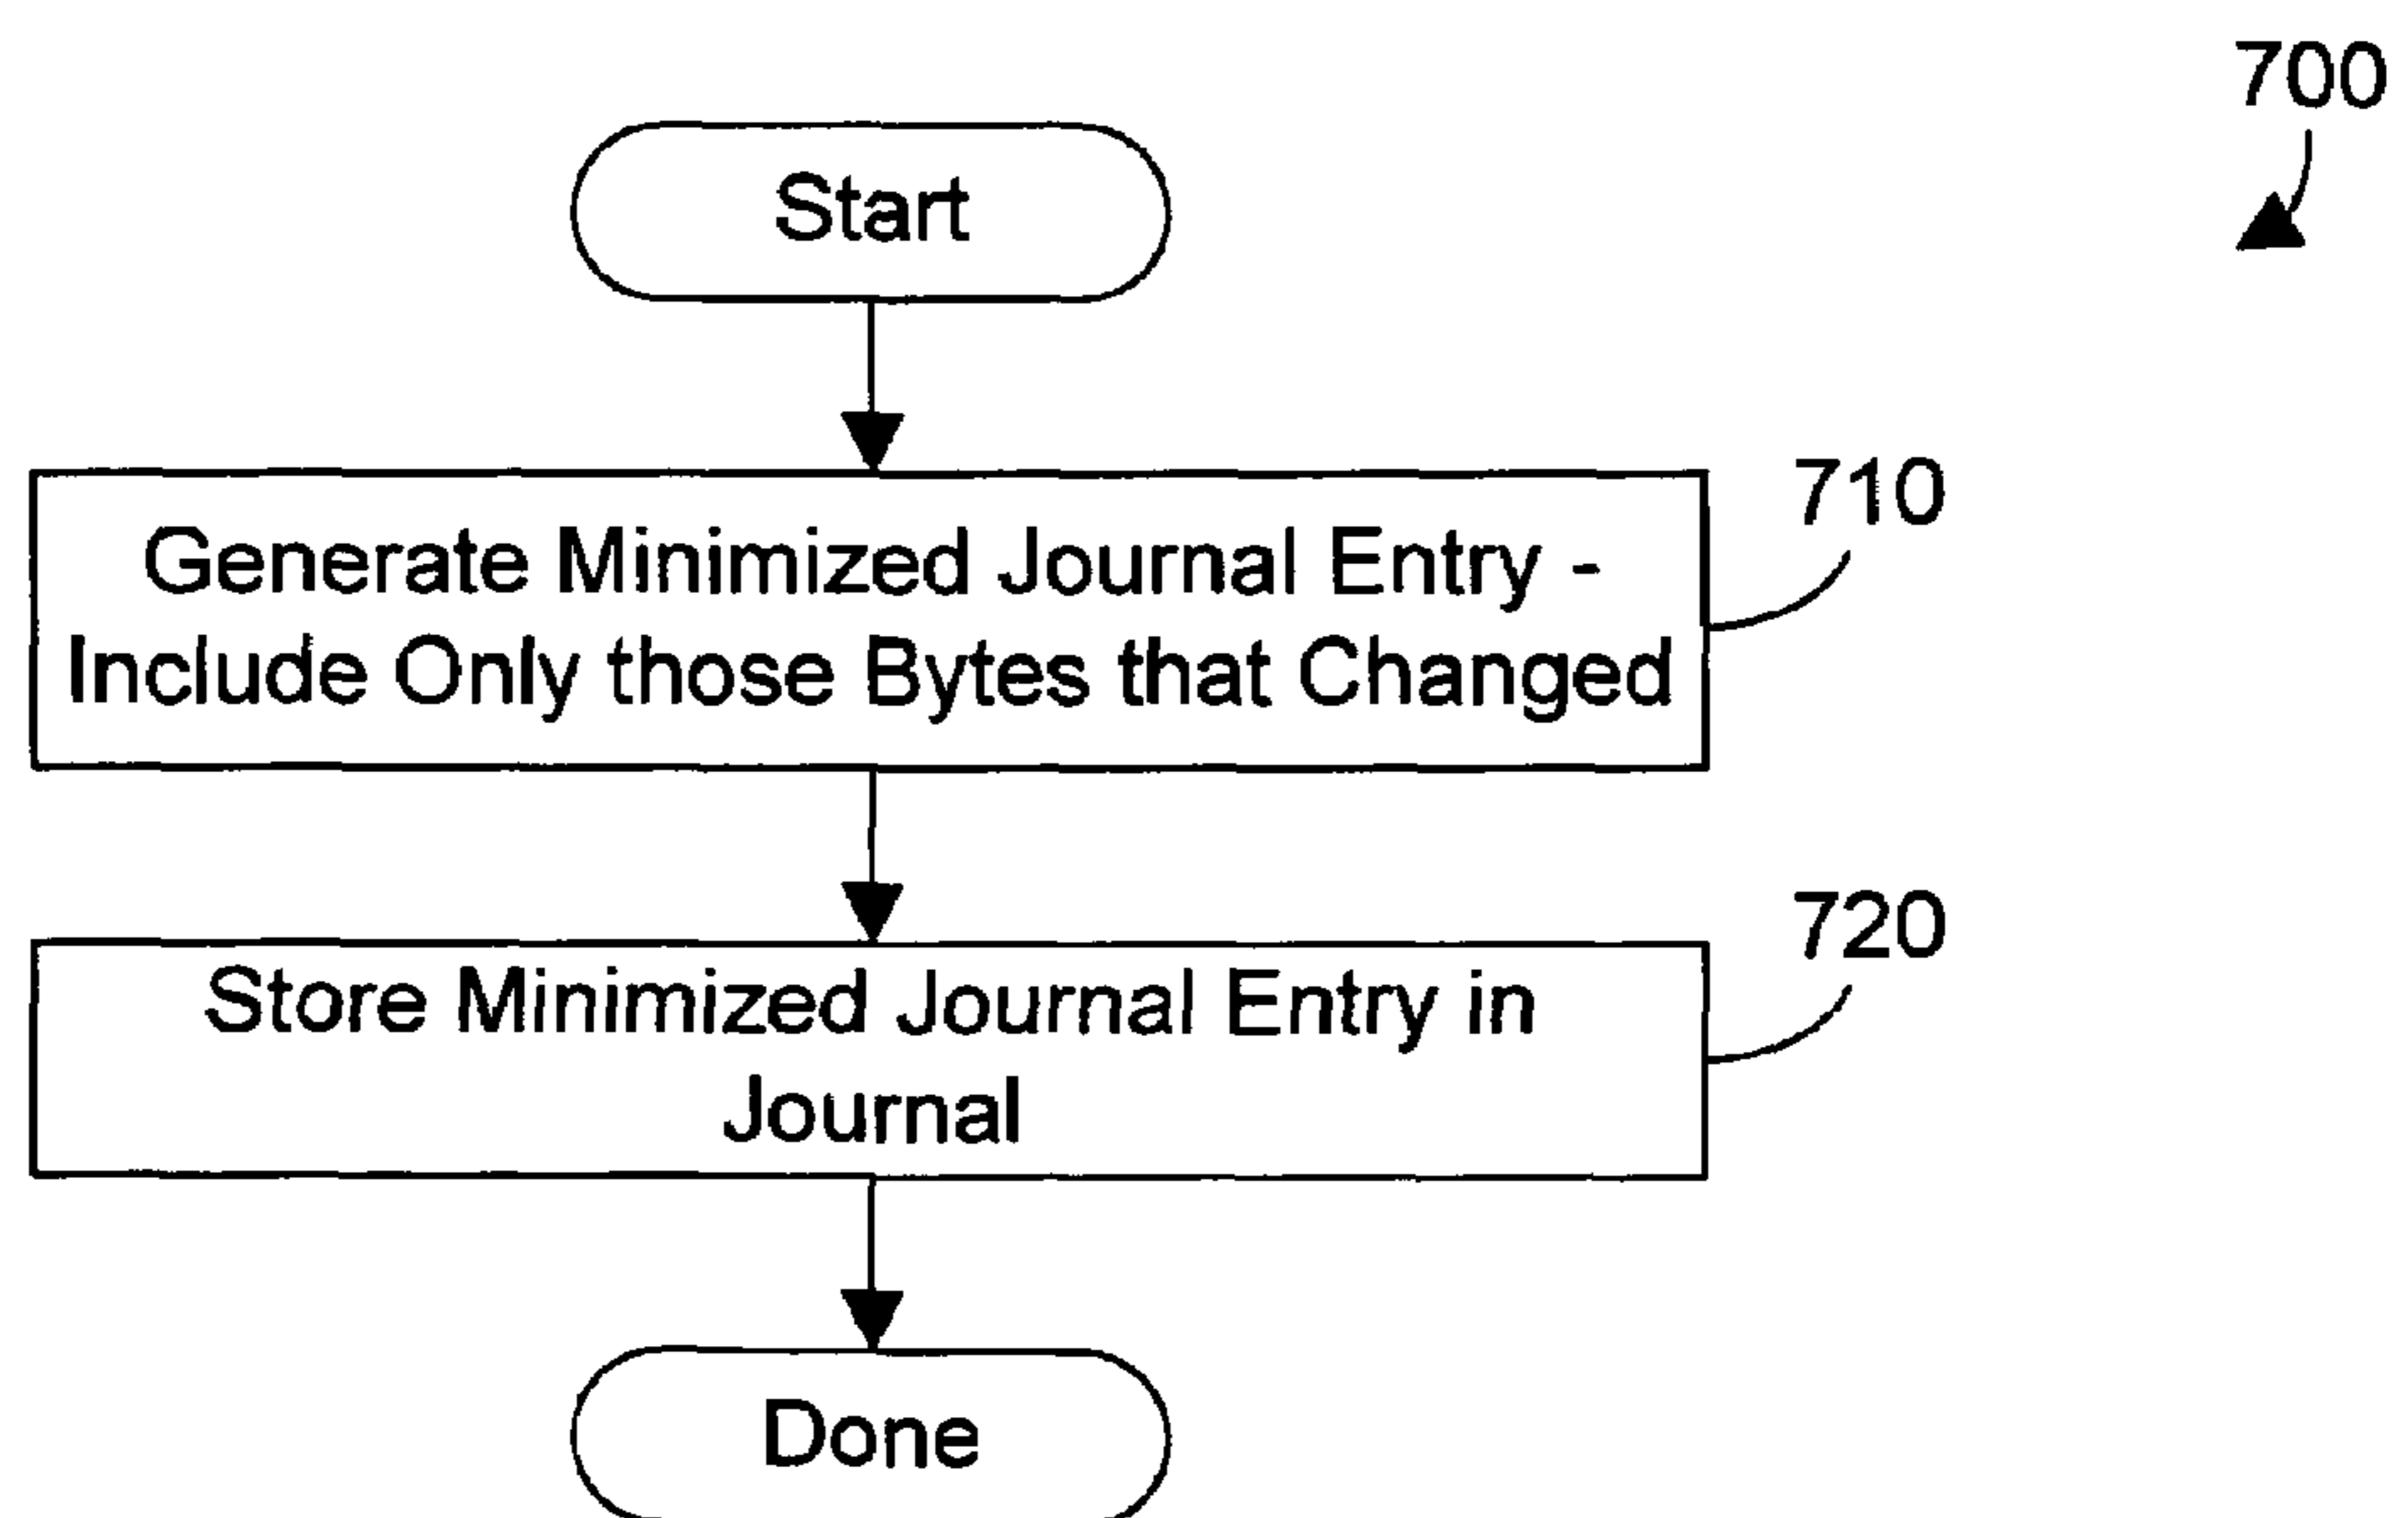 700
Start
710
Generate Minimized Journal Entry -
Include Only those Bytes that Changed
720
Store Minimized Journal Entry in
Journal
Done